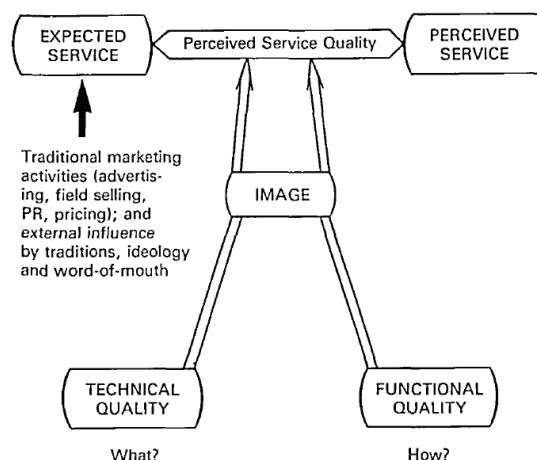 EXPECTED
SERVICE
Perceived Service Quality
PERCEIVED
SERVICE
Traditional marketing
activities (advertis-
ing, field selling,
PR, pricing); and
external influence
by traditions, ideology
and word-of-mouth
IMAGE
TECHNICAL
QUALITY
FUNCTIONAL
QUALITY
What?
How?